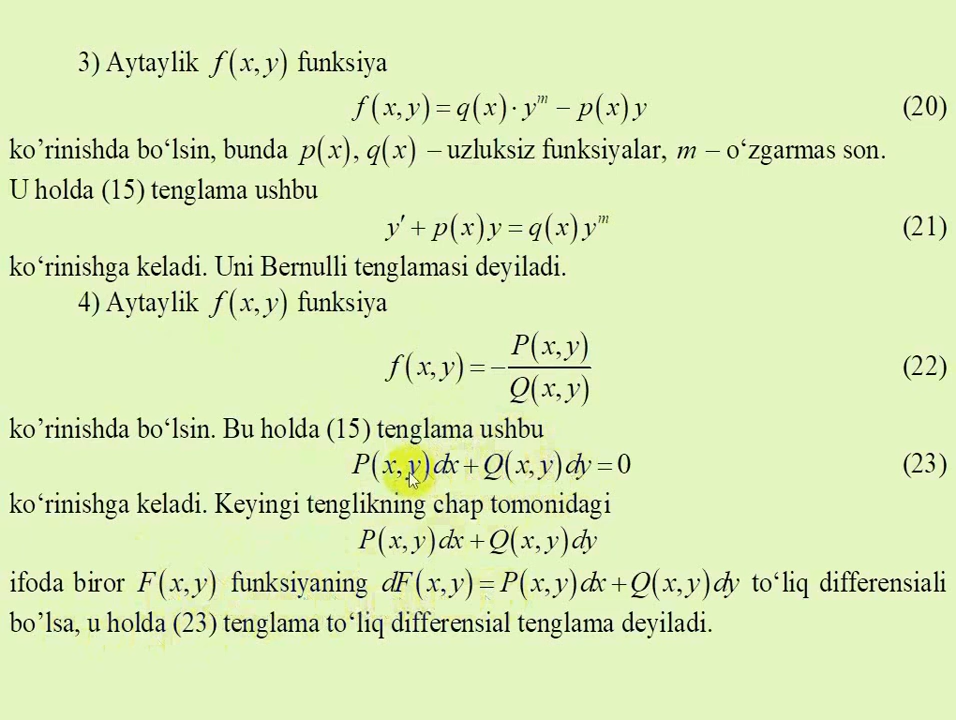 3) Aytaylik f(x, y) funksiya
f(x, y) = q(x) · yᵐ − p(x) y (20)
ko’rinishda bo‘lsin, bunda p(x), q(x) – uzluksiz funksiyalar, m – o‘zgarmas son.
U holda (15) tenglama ushbu
y′ + p(x) y = q(x) yᵐ (21)
ko‘rinishga keladi. Uni Bernulli tenglamasi deyiladi.
4) Aytaylik f(x, y) funksiya
f(x, y) = − P(x, y) / Q(x, y) (22)
ko’rinishda bo‘lsin. Bu holda (15) tenglama ushbu
P(x, y) dx + Q(x, y) dy = 0 (23)
ko‘rinishga keladi. Keyingi tenglikning chap tomonidagi
P(x, y) dx + Q(x, y) dy
ifoda biror F(x, y) funksiyaning dF(x, y) = P(x, y) dx + Q(x, y) dy to‘liq differensiali
bo’lsa, u holda (23) tenglama to‘liq differensial tenglama deyiladi.